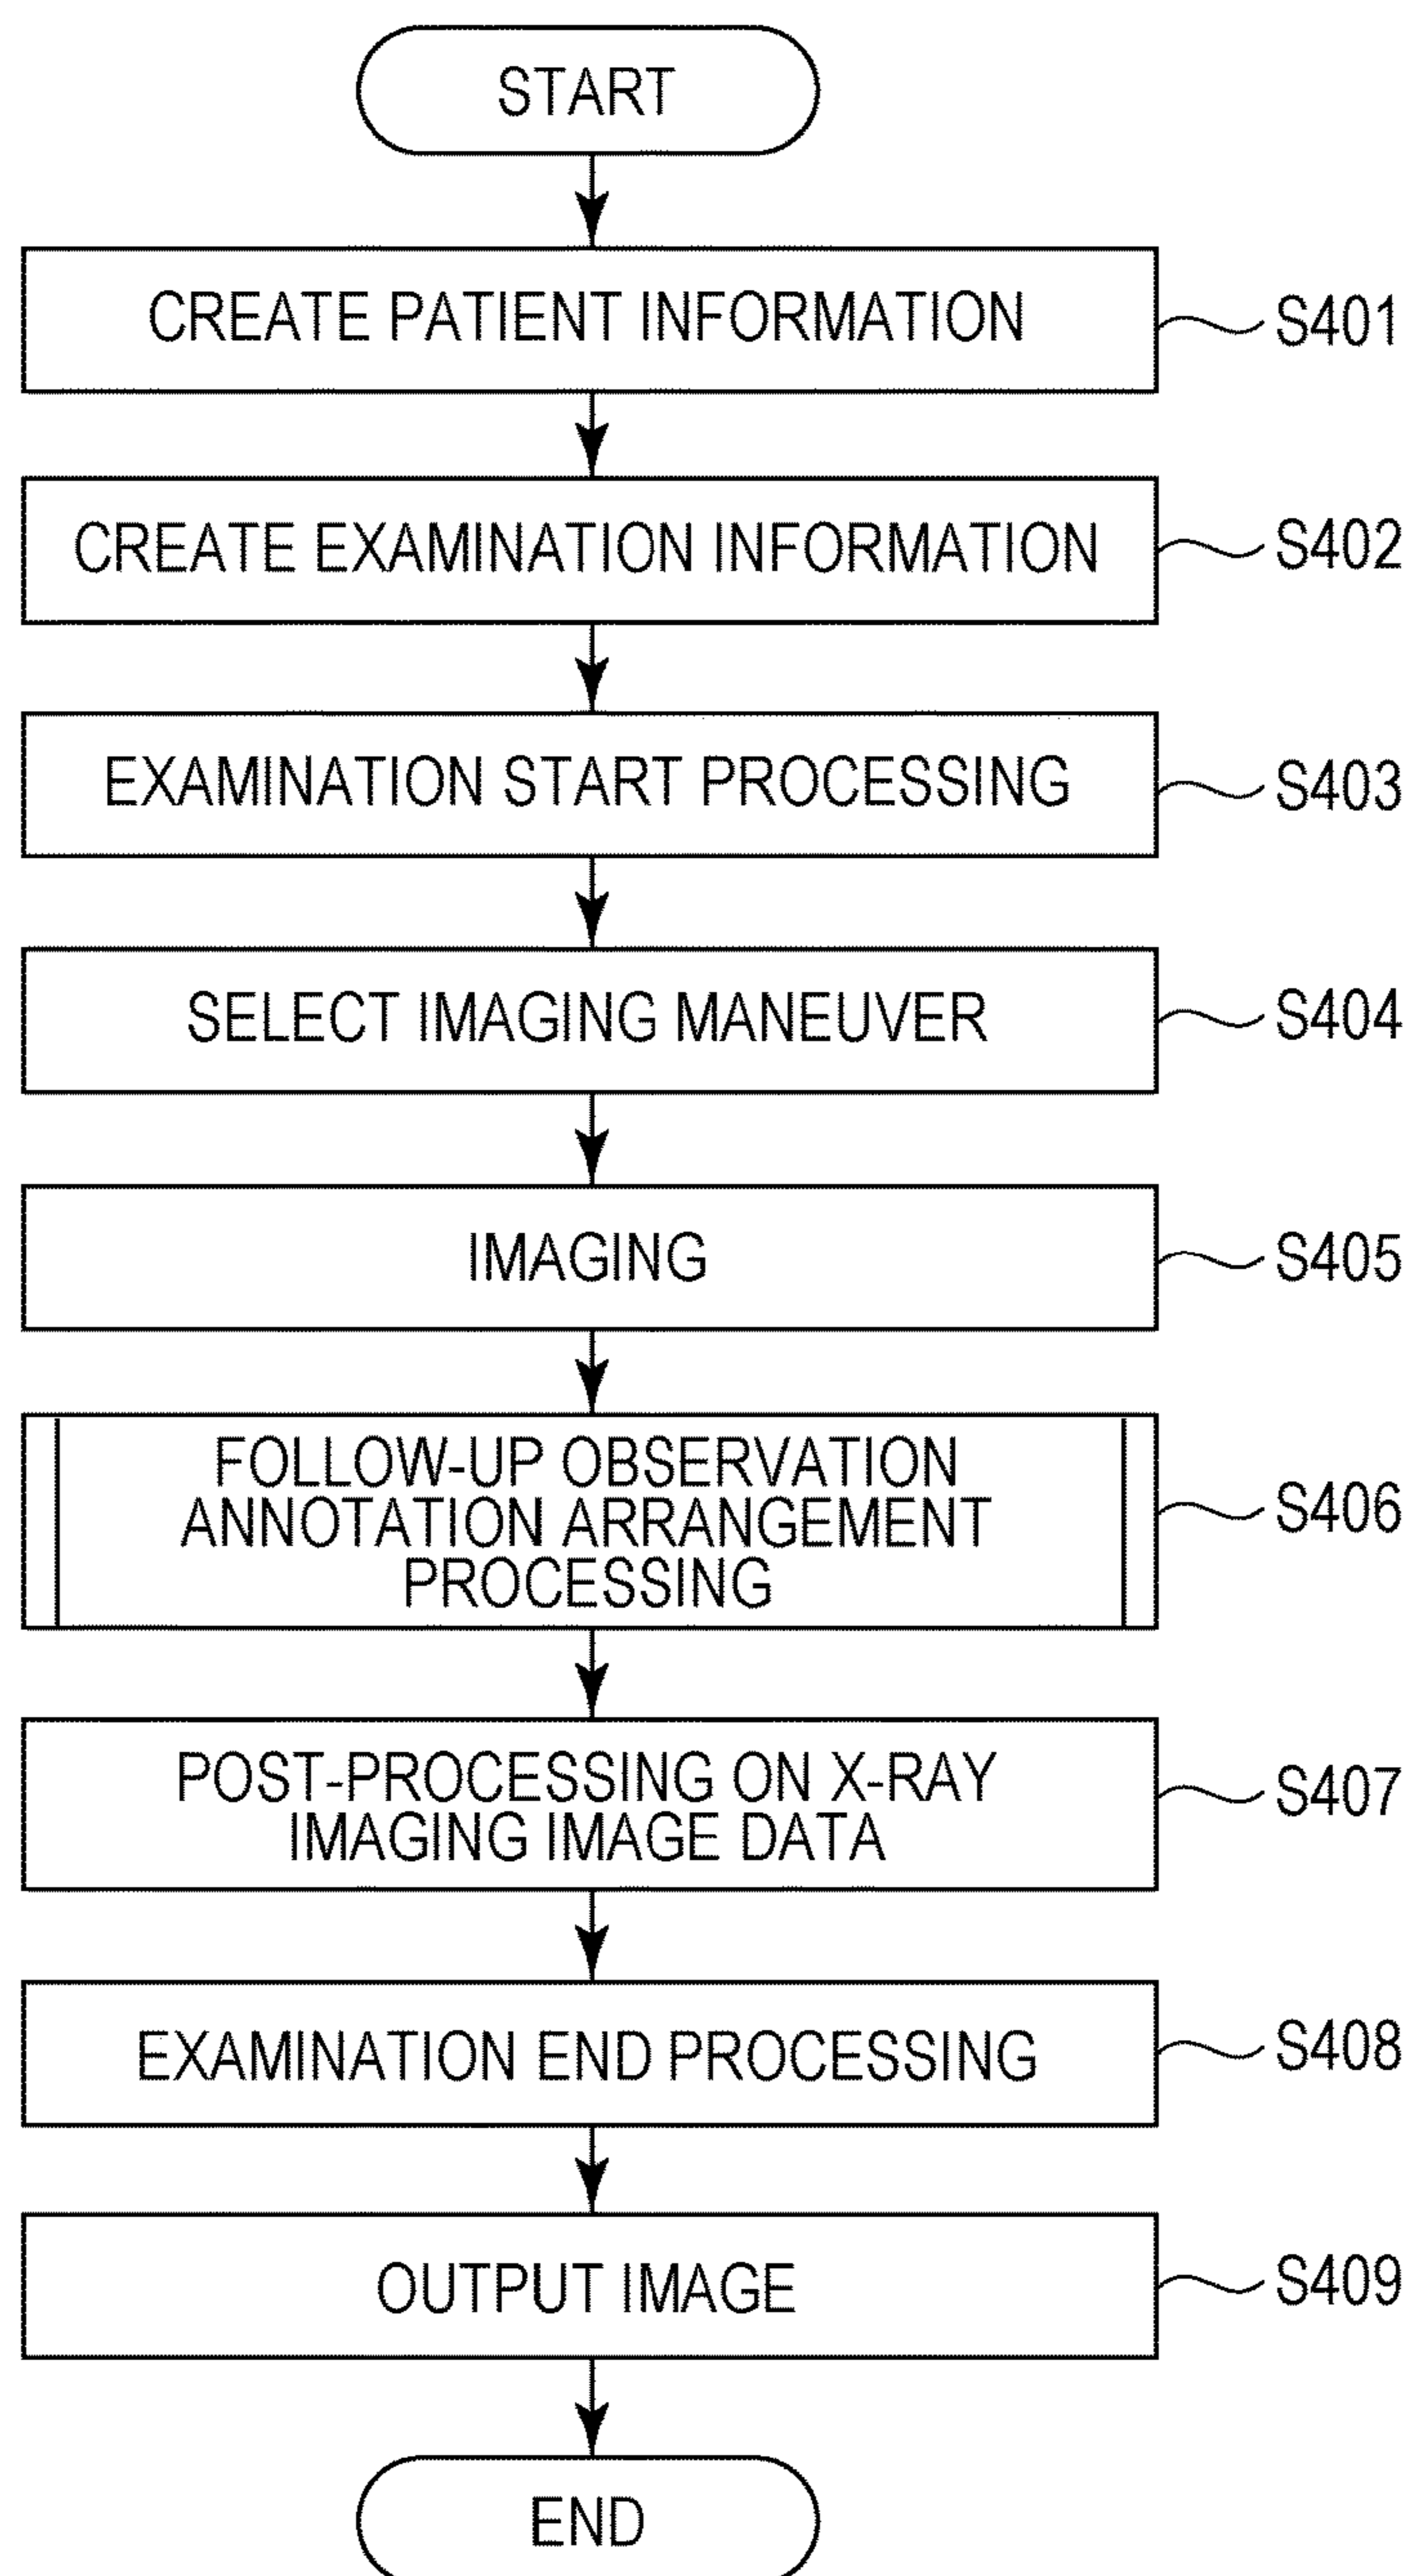 START
CREATE PATIENT INFORMATION
S401
CREATE EXAMINATION INFORMATION
S402
EXAMINATION START PROCESSING
S403
SELECT IMAGING MANEUVER
S404
IMAGING
S405
FOLLOW-UP OBSERVATION
ANNOTATION ARRANGEMENT
PROCESSING
S406
POST-PROCESSING ON X-RAY
IMAGING IMAGE DATA
S407
EXAMINATION END PROCESSING
S408
OUTPUT IMAGE
S409
END